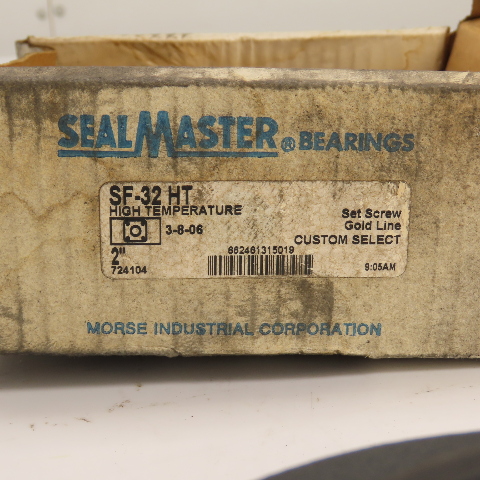 SEALMASTER® BEARINGS
SF-32 HT
HIGH TEMPERATURE
3-8-06
2"
724104
662461315019
Set Screw
Gold Line
CUSTOM SELECT
9:05AM
MORSE INDUSTRIAL CORPORATION